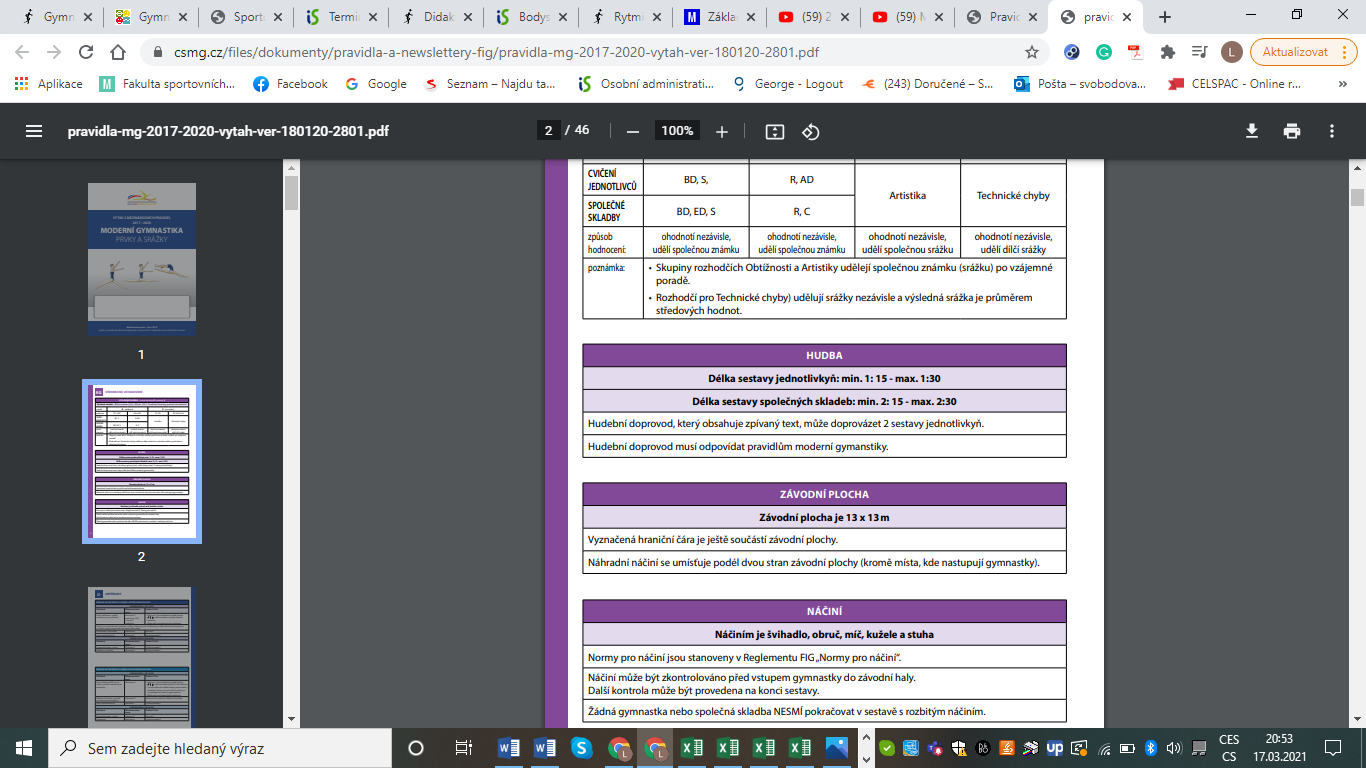 Gymn
Gymn
Sport
Termi
Didak
Bodys
Rytmi
Zákla
(59) 2
(59) M
Pravic
pravic
csmg.cz/files/dokumenty/pravidla-a-newslettery-fig/pravidla-mg-2017-2020-vytah-ver-180120-2801.pdf
L
Aktualizovat
Aplikace
Fakulta sportovních...
Facebook
Google
Seznam – Najdu ta...
Osobní administrati...
George - Logout
(243) Doručené – S...
Pošta – svobodova...
CELSPAC - Online r...
»
pravidla-mg-2017-2020-vytah-ver-180120-2801.pdf
2 / 46
100%
MODERNÍ GYMNASTIKA
PRVKY A SRÁŽKY
1
2
CVIČENÍ JEDNOTLIVCŮ
BD, S,
R, AD
Artistika
Technické chyby
SPOLEČNÉ SKLADBY
BD, ED, S
R, C
způsob hodnocení:
ohodnotí nezávisle, udělí společnou známku
ohodnotí nezávisle, udělí společnou známku
ohodnotí nezávisle, udělí společnou srážku
ohodnotí nezávisle, udělí dílčí srážky
poznámka:
• Skupiny rozhodčích Obtížnosti a Artistiky udělejí společnou známku (srážku) po vzájemné
poradě.
• Rozhodčí pro Technické chyby) udělují srážky nezávisle a výsledná srážka je průměrem
středových hodnot.
HUDBA
Délka sestavy jednotlivkyň: min. 1: 15 - max. 1:30
Délka sestavy společných skladeb: min. 2: 15 - max. 2:30
Hudební doprovod, který obsahuje zpívaný text, může doprovázet 2 sestavy jednotlivkyň.
Hudební doprovod musí odpovídat pravidlům moderní gymanstiky.
ZÁVODNÍ PLOCHA
Závodní plocha je 13 x 13 m
Vyznačená hraniční čára je ještě součástí závodní plochy.
Náhradní náčiní se umísťuje podél dvou stran závodní plochy (kromě místa, kde nastupují gymnastky).
NÁČINÍ
Náčiním je švihadlo, obruč, míč, kužele a stuha
Normy pro náčiní jsou stanoveny v Reglementu FIG „Normy pro náčiní“.
Náčiní může být zkontrolováno před vstupem gymnastky do závodní haly.
Další kontrola může být provedena na konci sestavy.
Žádná gymnastka nebo společná skladba NESMÍ pokračovat v sestavě s rozbitým náčiním.
Sem zadejte hledaný výraz
CES
CS
20:53
17.03.2021